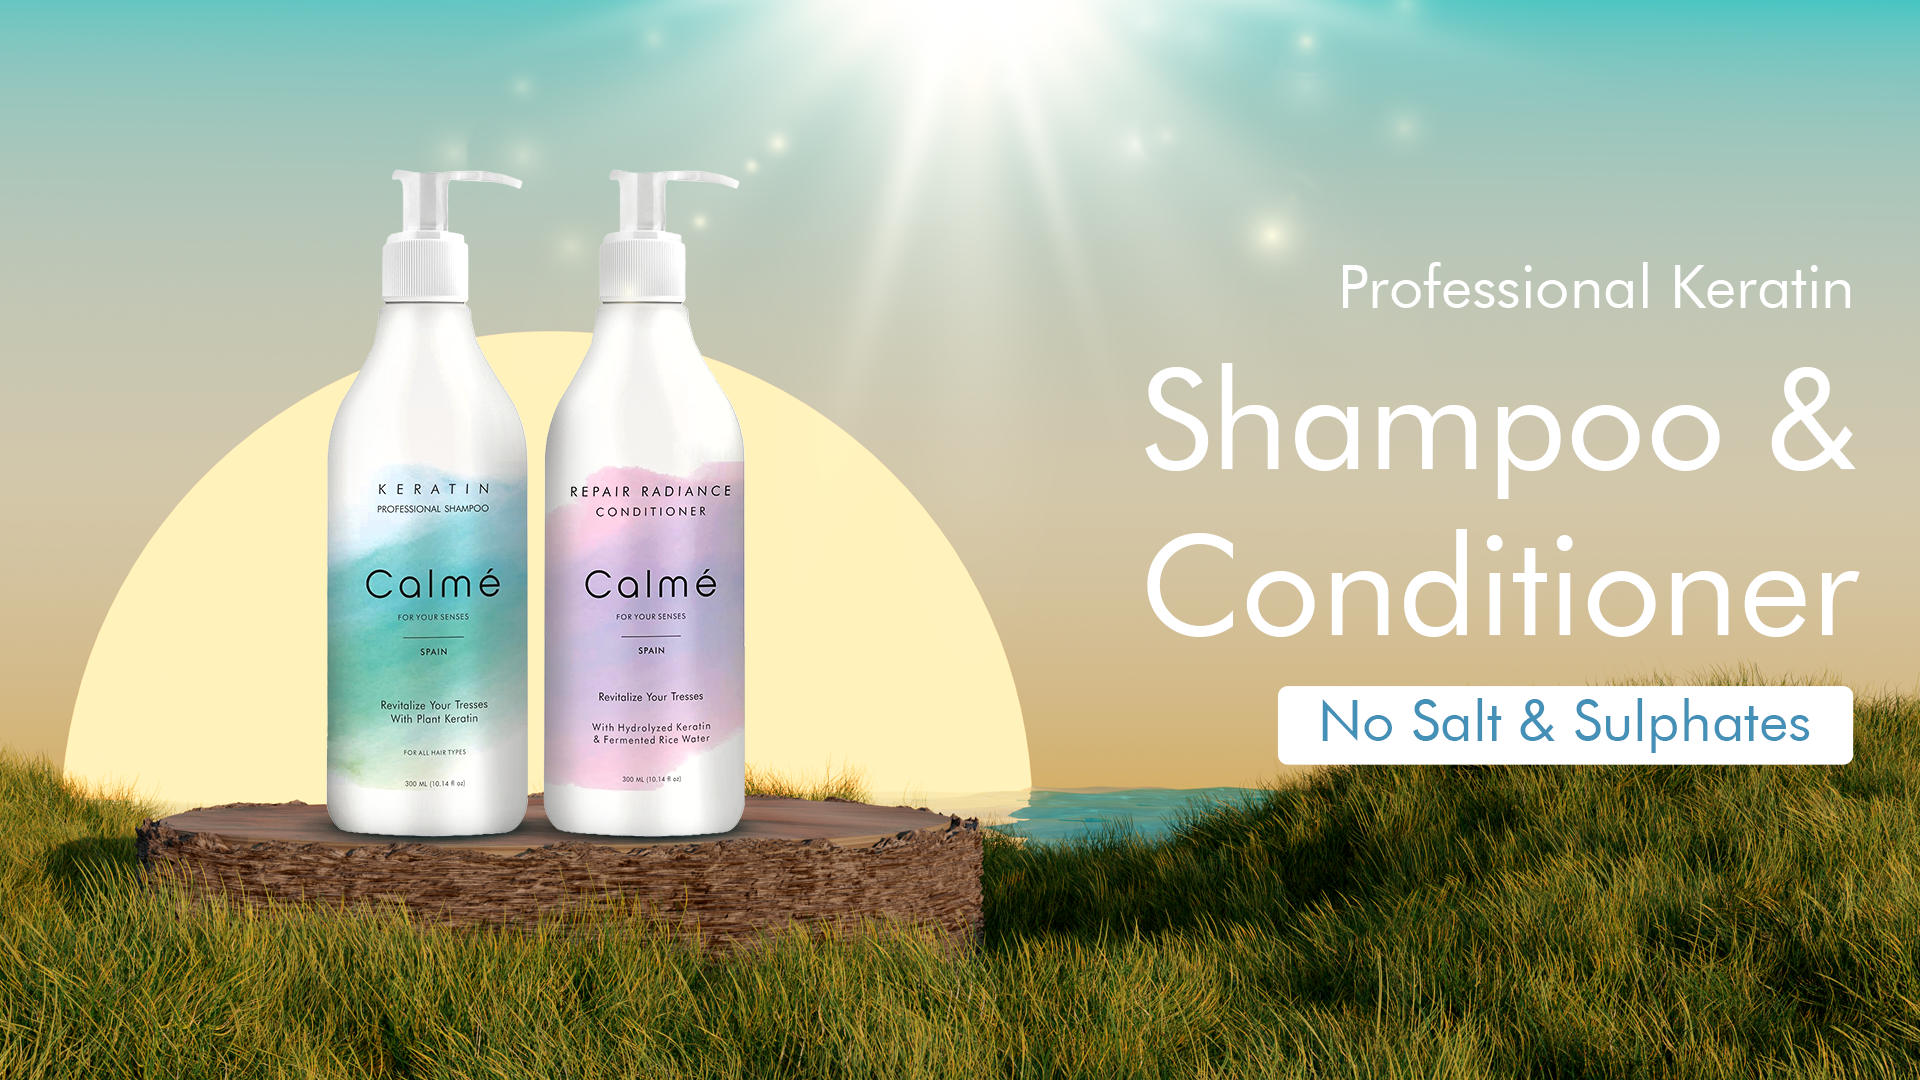 KERATIN
PROFESSIONAL SHAMPOO
Calmé
FOR YOUR SENSES
SPAIN
Revitalize Your Tresses
With Plant Keratin
FOR ALL HAIR TYPES
300 ML (10.14 fl oz)
REPAIR RADIANCE
CONDITIONER
Calmé
FOR YOUR SENSES
SPAIN
Revitalize Your Tresses
With Hydrolyzed Keratin
& Fermented Rice Water
300 ML (10.14 fl oz)
Professional Keratin
Shampoo &
Conditioner
No Salt & Sulphates